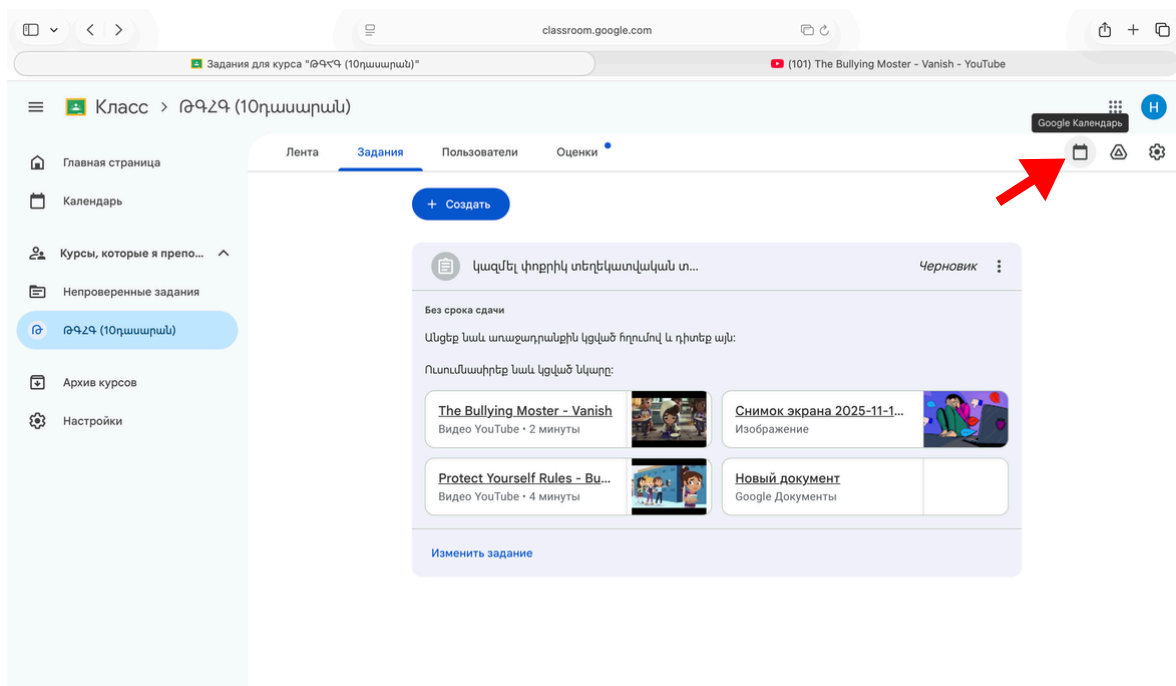 classroom.google.com
Задания для курса "ԹԳՀԳ (10դասարան)"
(101) The Bullying Moster - Vanish - YouTube
Класс > ԹԳՀԳ (10դասարան)
H
Google Календарь
Главная страница
Календарь
Курсы, которые я препо...
Непроверенные задания
Թ ԹԳՀԳ (10դասարան)
Архив курсов
Настройки
Лента Задания Пользователи Оценки
+ Создать
կազմել փոքրիկ տեղեկատվական տ... Черновик
Без срока сдачи
Անցեք նաև առաջադրանքին կցված հղումով և դիտեք այն:
Ուսումնասիրեք նաև կցված նկարը:
The Bullying Moster - Vanish
Видео YouTube • 2 минуты
Снимок экрана 2025-11-1...
Изображение
Protect Yourself Rules - Bu...
Видео YouTube • 4 минуты
Новый документ
Google Документы
Изменить задание